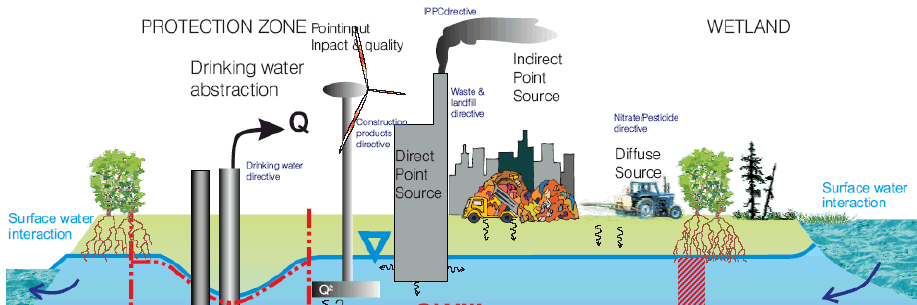 IPPCdirective
PROTECTION ZONE
Pointinput
Inpact & quality
WETLAND
Drinking water
abstraction
Indirect
Point
Source
Waste &
landfill
directive
Q
Construction
products
directive
Nitrate/Pesticide
directive
Drinking water
directive
Direct
Point
Source
Diffuse
Source
Surface water
interaction
Surface water
interaction